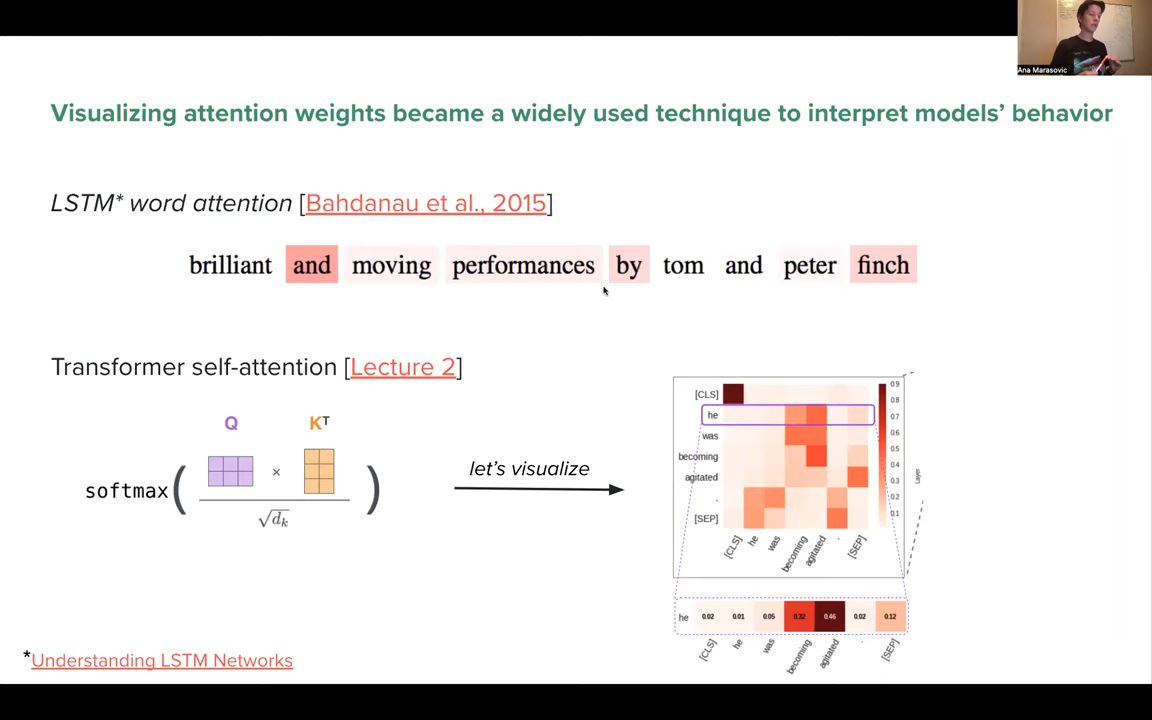 Ana Marasovic
Visualizing attention weights became a widely used technique to interpret models’ behavior
LSTM* word attention [Bahdanau et al., 2015]
brilliant and moving performances by tom and peter finch
Transformer self-attention [Lecture 2]
Q Kᵀ
softmax( × )
√dₖ
let’s visualize
[CLS]
he
was
becoming
agitated
.
[SEP]
[CLS] he was becoming agitated . [SEP]
0.9
0.8
0.7
0.6
0.5
0.4
0.3
0.2
0.1
Layer
he 0.02 0.01 0.05 0.32 0.46 0.02 0.12
[CLS] he was becoming agitated . [SEP]
*Understanding LSTM Networks